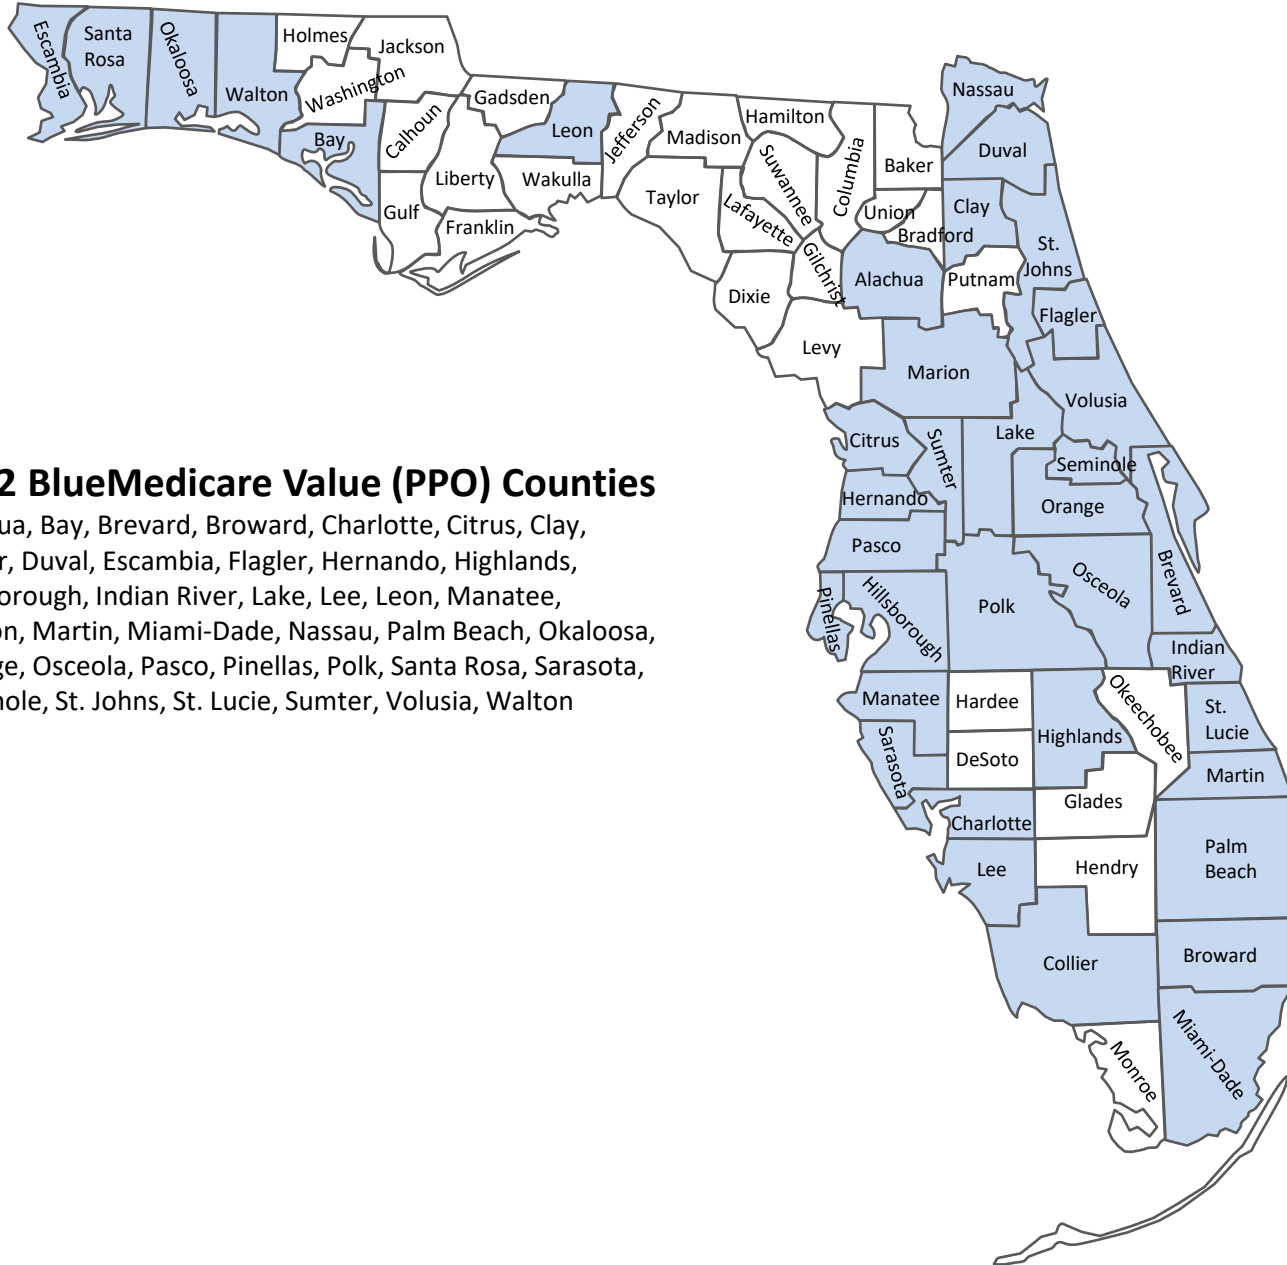 Escambia
Santa
Rosa
Okaloosa
Walton
Holmes
Jackson
Washington
Bay
Calhoun
Gadsden
Leon
Jefferson
Madison
Hamilton
Liberty
Wakulla
Gulf
Franklin
Taylor
Suwannee
Columbia
Lafayette
Baker
Union
Bradford
Nassau
Duval
Clay
St.
Johns
Gilchrist
Alachua
Putnam
Dixie
Flagler
Levy
Marion
Volusia
Citrus
Sumter
Lake
Seminole
Hernando
Orange
Pasco
Pinellas
Hillsborough
Polk
Osceola
Brevard
Indian
River
Manatee
Hardee
Highlands
Okeechobee
St.
Lucie
Sarasota
DeSoto
Martin
Glades
Charlotte
Lee
Hendry
Palm
Beach
Collier
Broward
Monroe
Miami-Dade
2 BlueMedicare Value (PPO) Counties
ua, Bay, Brevard, Broward, Charlotte, Citrus, Clay,
r, Duval, Escambia, Flagler, Hernando, Highlands,
orough, Indian River, Lake, Lee, Leon, Manatee,
on, Martin, Miami-Dade, Nassau, Palm Beach, Okaloosa,
ge, Osceola, Pasco, Pinellas, Polk, Santa Rosa, Sarasota,
nole, St. Johns, St. Lucie, Sumter, Volusia, Walton